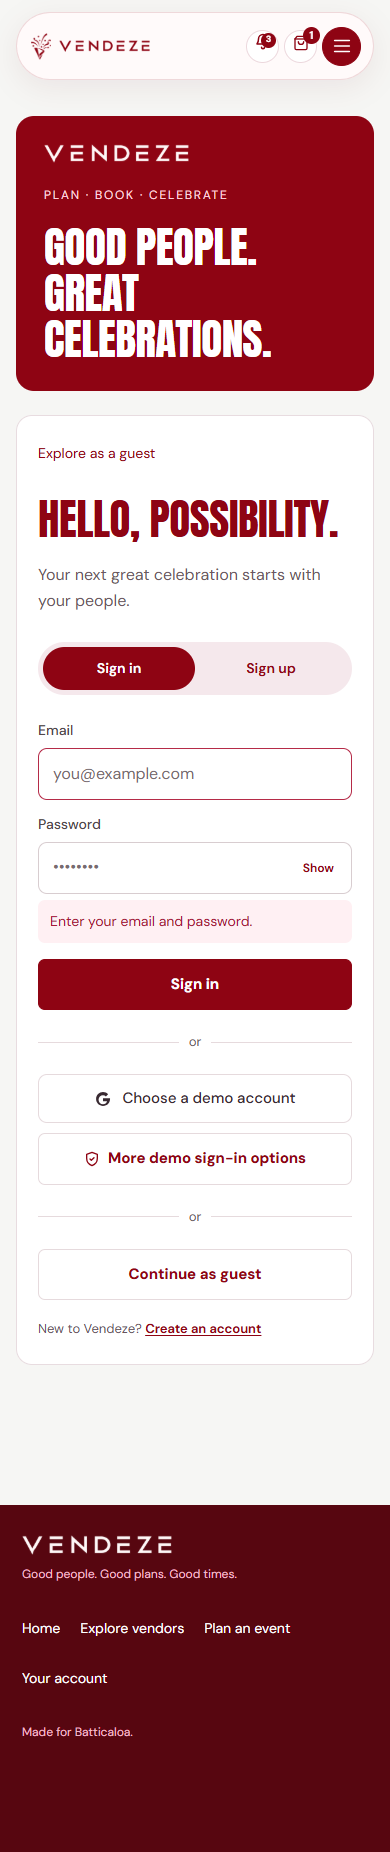 VENDEZE
3
1
VENDEZE
PLAN · BOOK · CELEBRATE
GOOD PEOPLE.
GREAT
CELEBRATIONS.
Explore as a guest
HELLO, POSSIBILITY.
Your next great celebration starts with
your people.
Sign in
Sign up
Email
you@example.com
Password
••••••••
Show
Enter your email and password.
Sign in
or
G Choose a demo account
More demo sign-in options
or
Continue as guest
New to Vendeze? Create an account
VENDEZE
Good people. Good plans. Good times.
Home Explore vendors Plan an event
Your account
Made for Batticaloa.